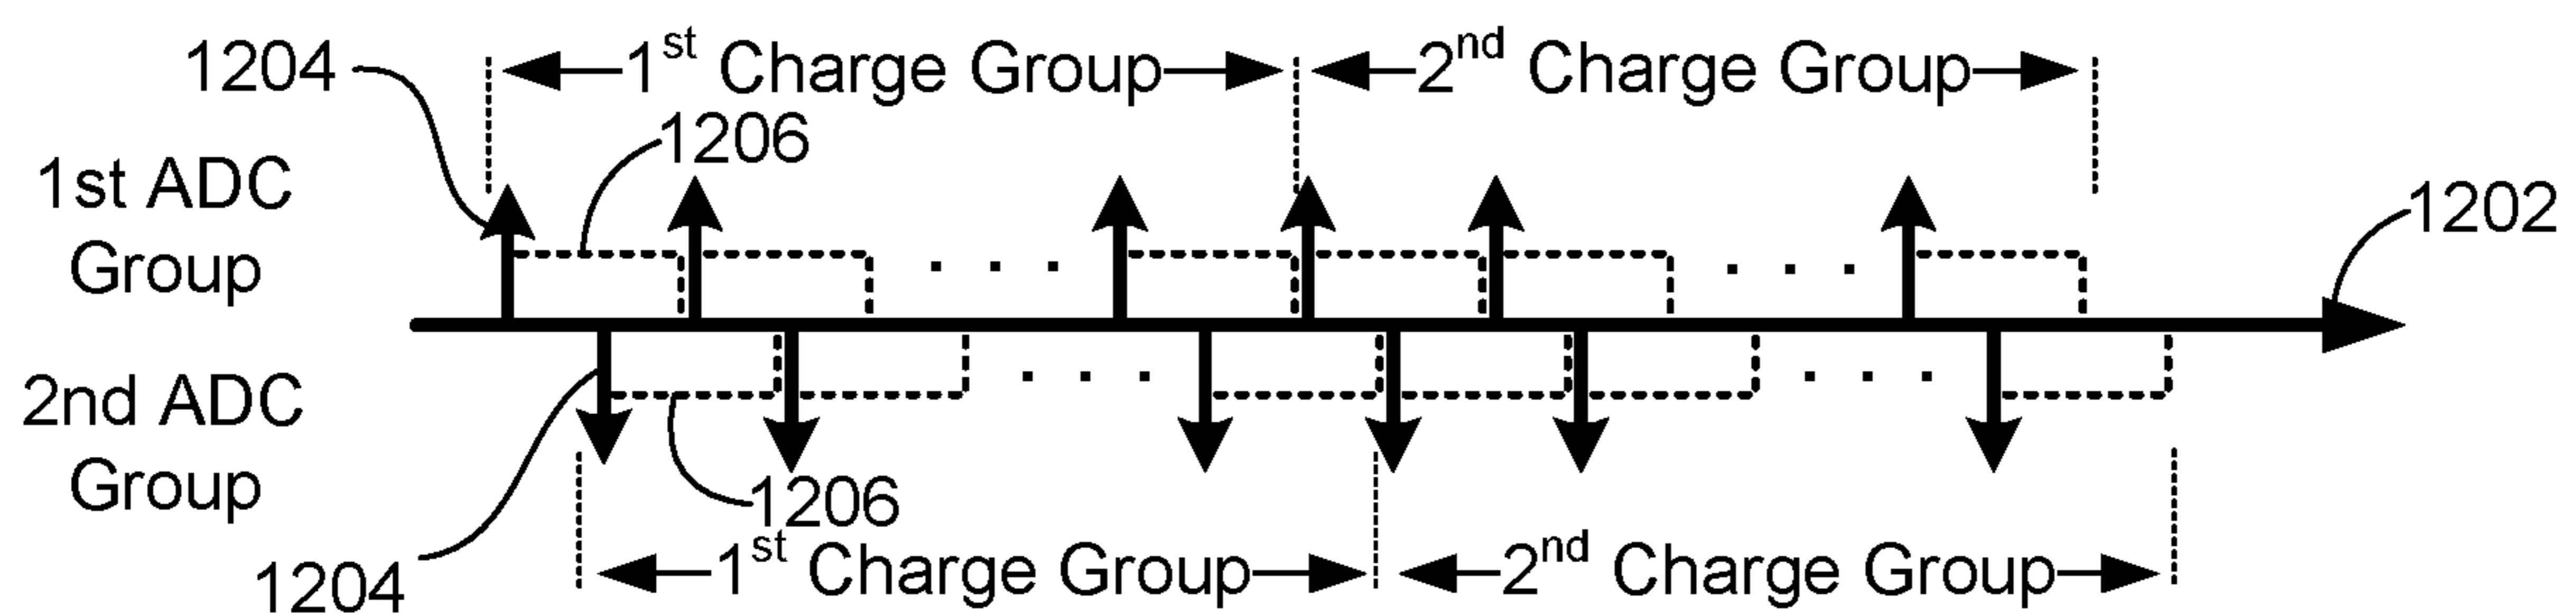 1204
1st Charge Group
2nd Charge Group
1206
1st ADC
Group
1202
2nd ADC
Group
1206
1204
1st Charge Group
2nd Charge Group